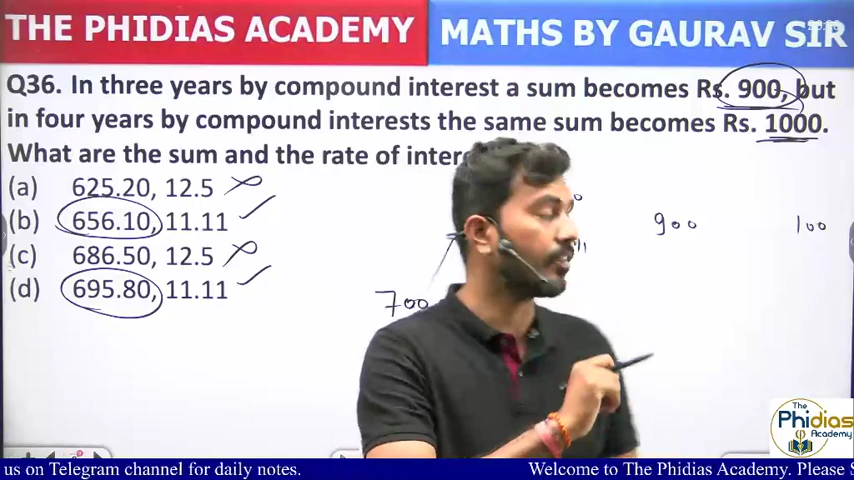 THE PHIDIAS ACADEMY
MATHS BY GAURAV SIR
Q36. In three years by compound interest a sum becomes Rs. 900, but
in four years by compound interests the same sum becomes Rs. 1000.
What are the sum and the rate of inter
(a) 625.20, 12.5
(b) 656.10, 11.11
(c) 686.50, 12.5
(d) 695.80, 11.11
900
100
700
The
Phidias
Academy
us on Telegram channel for daily notes.
Welcome to The Phidias Academy. Please S